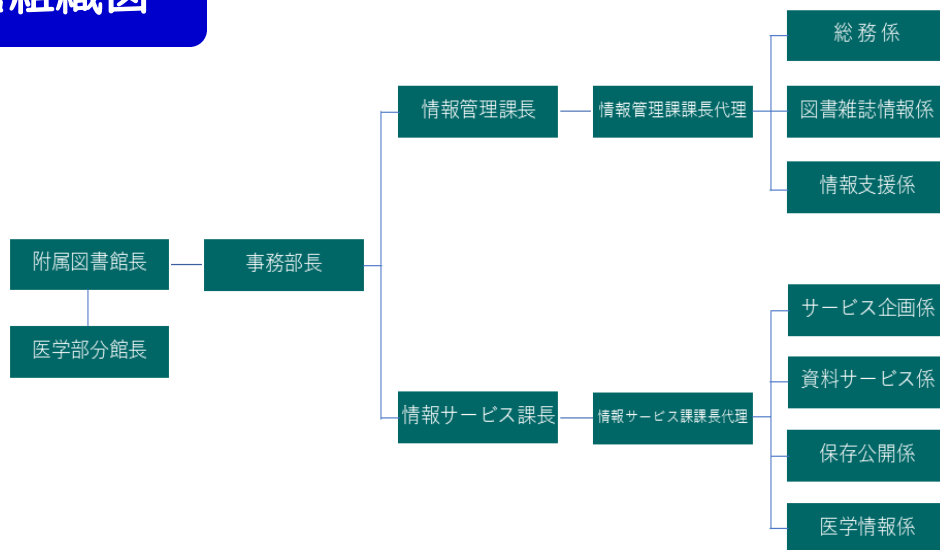 組織図
総務係
情報管理課長
情報管理課課長代理
図書雑誌情報係
情報支援係
附属図書館長
事務部長
医学部分館長
サービス企画係
資料サービス係
情報サービス課長
情報サービス課課長代理
保存公開係
医学情報係